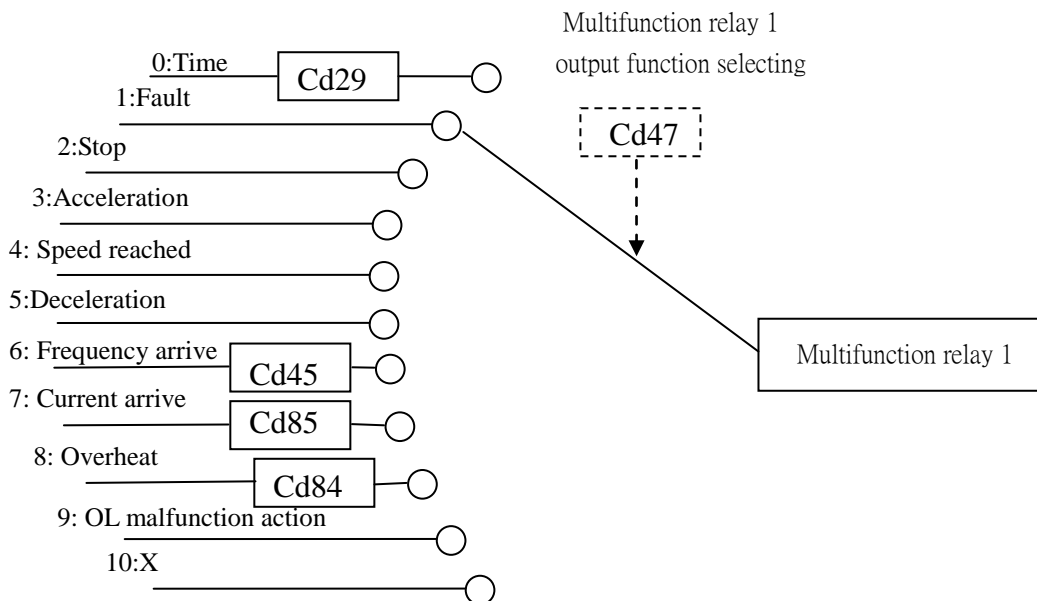 Multifunction relay 1
output function selecting
Cd47
0:Time
Cd29
1:Fault
2:Stop
3:Acceleration
4: Speed reached
5:Deceleration
6: Frequency arrive
Cd45
7: Current arrive
Cd85
8: Overheat
Cd84
9: OL malfunction action
10:X
Multifunction relay 1